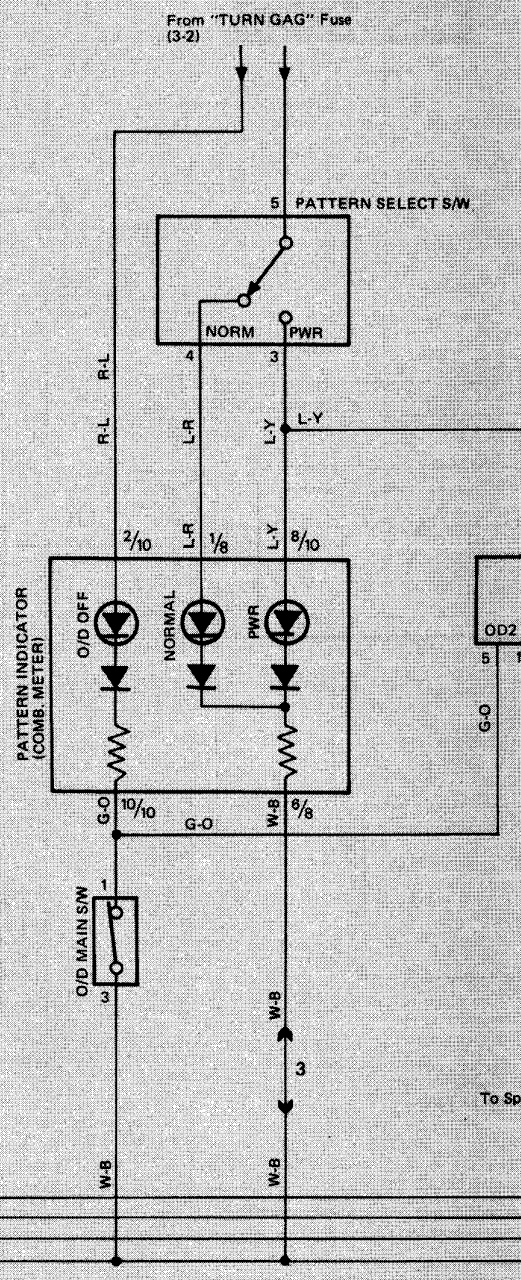 From "TURN GAG" Fuse
(3-2)
5 PATTERN SELECT S/W
NORM PWR
4 3
R-L
R-L
L-R
L-Y
L-Y
2/10
L-R
1/8
L-Y
8/10
PATTERN INDICATOR
(COMB. METER)
O/D OFF
NORMAL
PWR
OD2
5 1
G-O
G-O
10/10
W-B
6/8
G-O
1
O/D MAIN S/W
3
W-B
3
To Sp
W-B
W-B